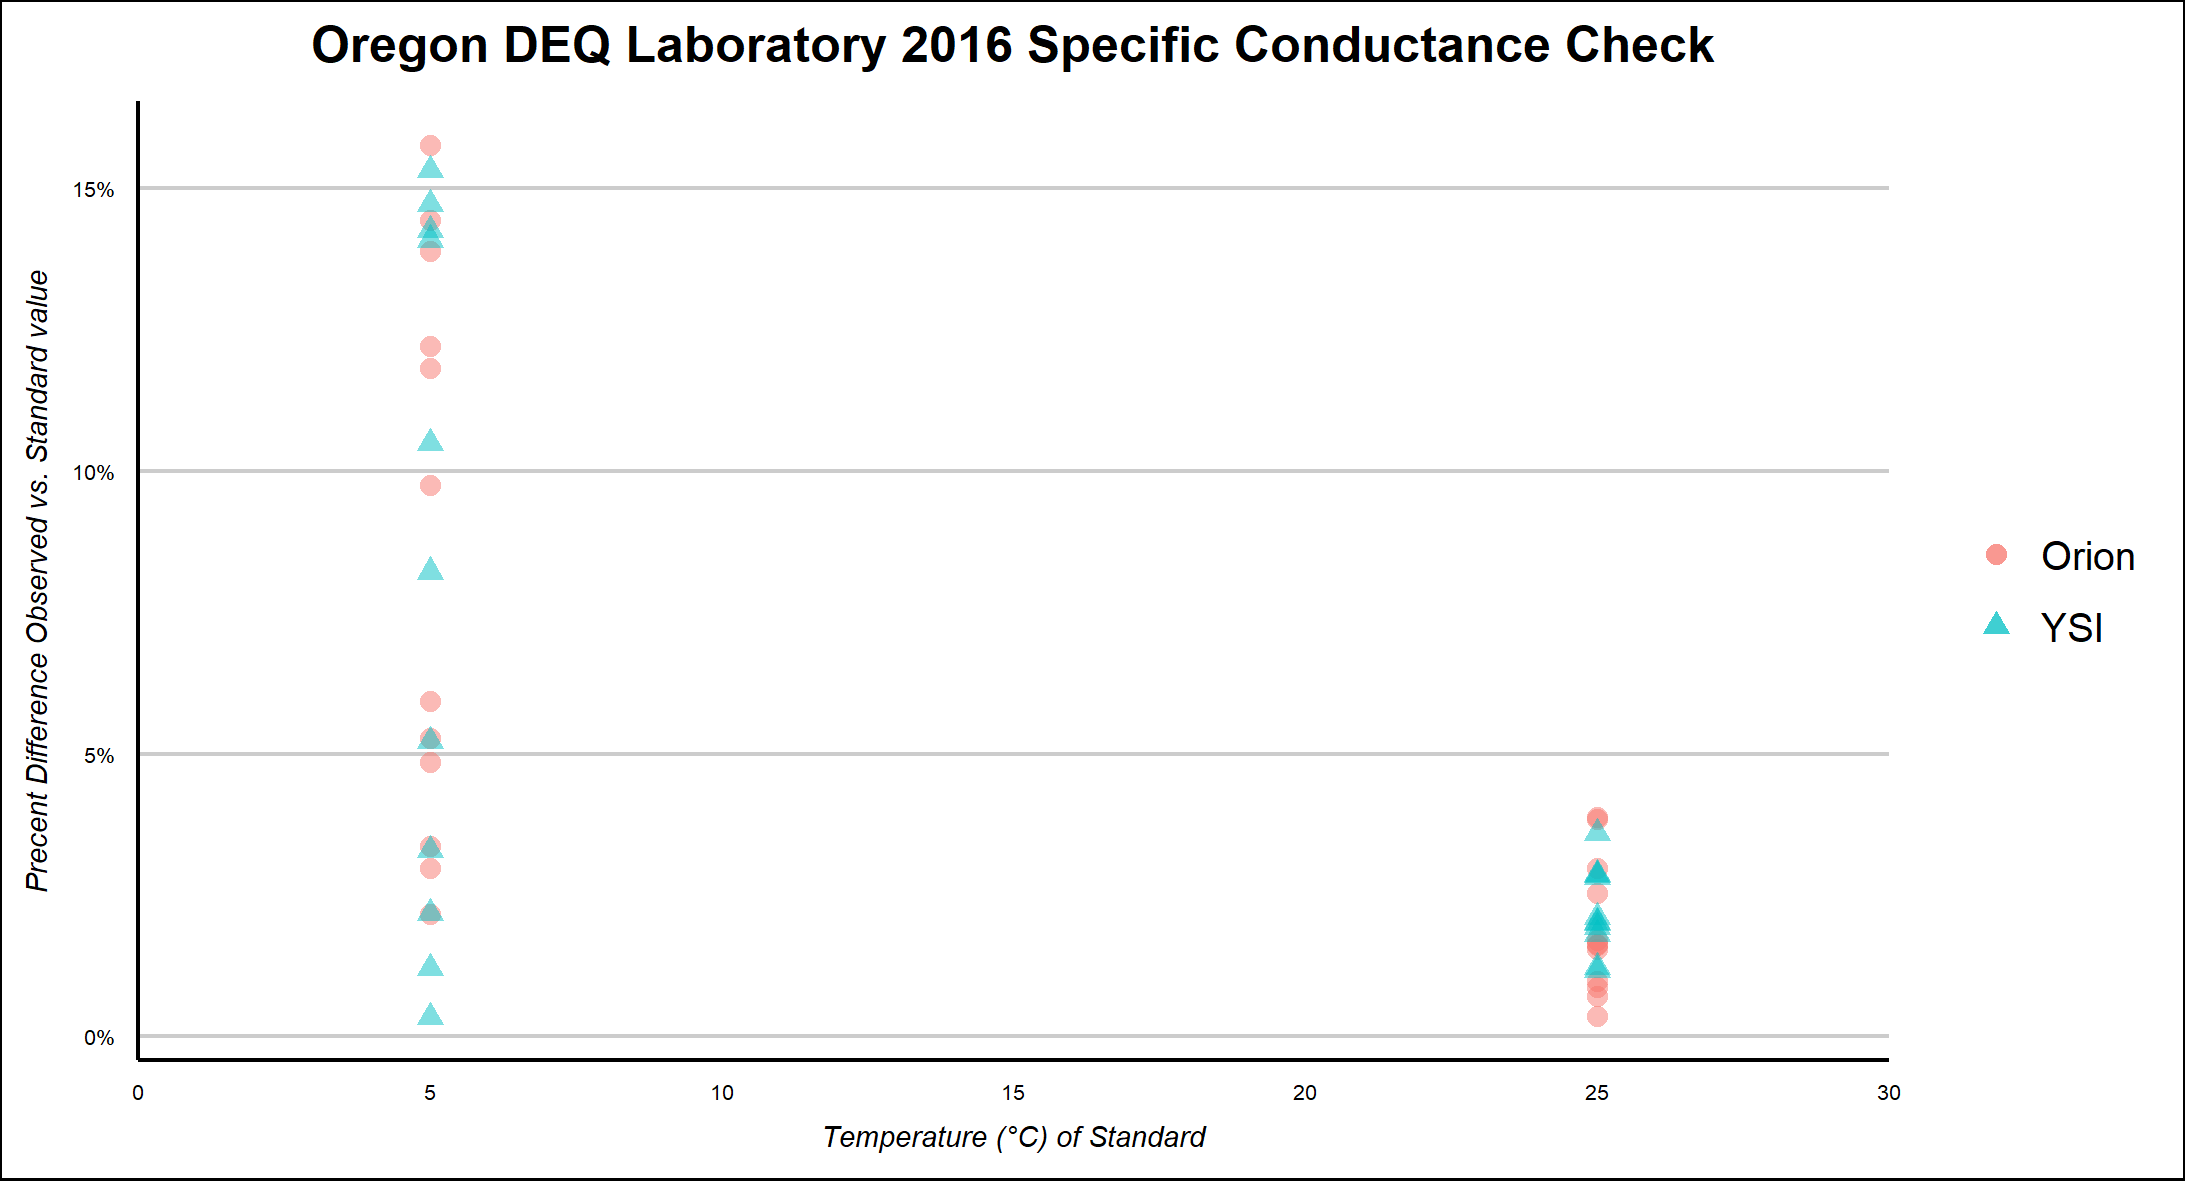 Oregon DEQ Laboratory 2016 Specific Conductance Check
Precent Difference Observed vs. Standard value
15%
10%
5%
0%
0 5 10 15 20 25 30
Temperature (°C) of Standard
Orion
YSI